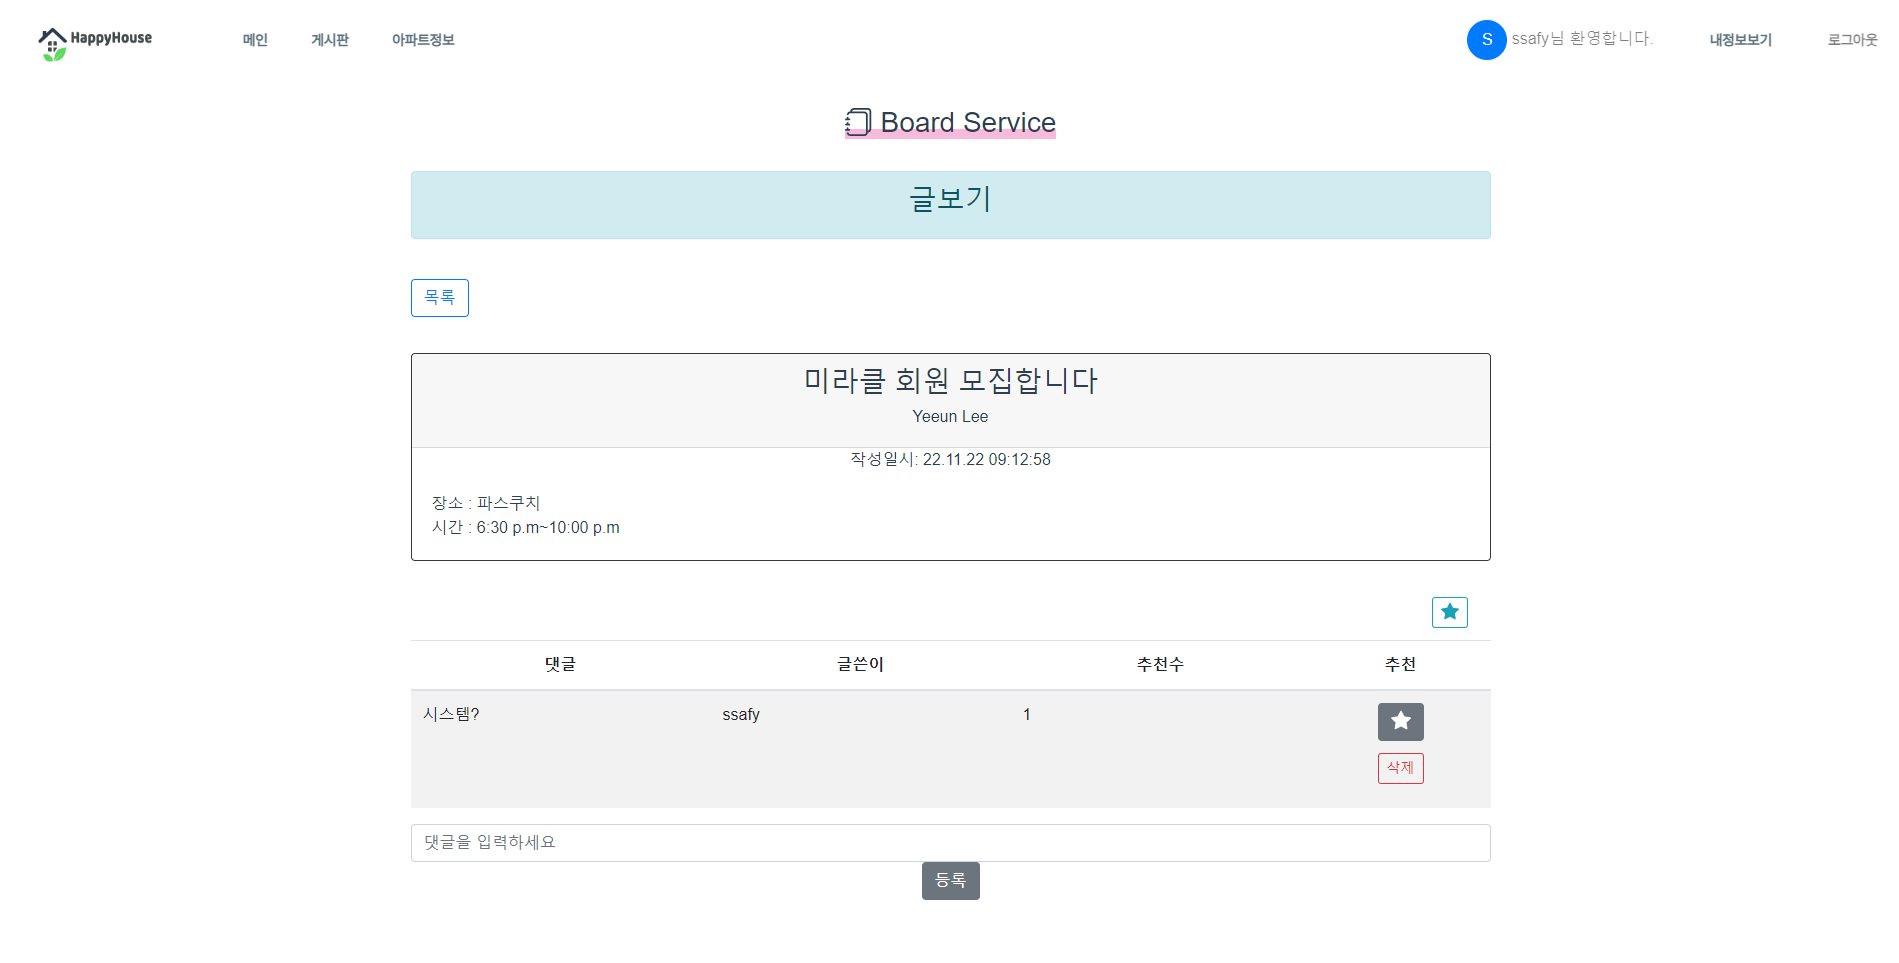 HappyHouse 메인 게시판 아파트정보 S ssafy님 환영합니다. 내정보보기 로그아웃
Board Service
글보기
목록
미라클 회원 모집합니다
Yeeun Lee
작성일시: 22.11.22 09:12:58
장소 : 파스쿠치
시간 : 6:30 p.m~10:00 p.m
댓글 글쓴이 추천수 추천
시스템? ssafy 1
삭제
댓글을 입력하세요
등록